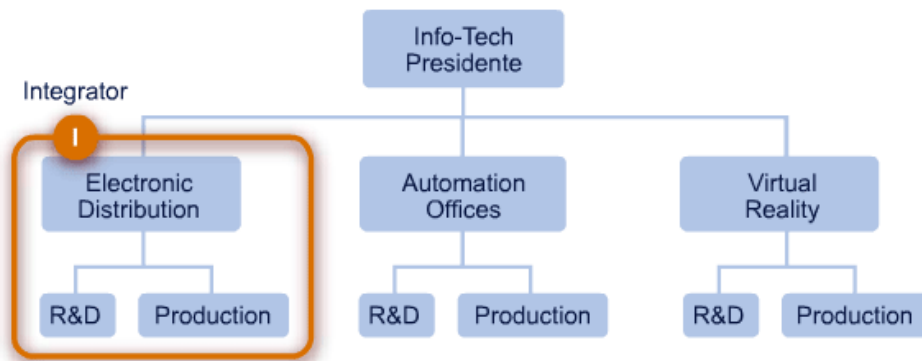 Info-Tech
Presidente
Integrator
I
Electronic
Distribution
Automation
Offices
Virtual
Reality
R&D
Production
R&D
Production
R&D
Production